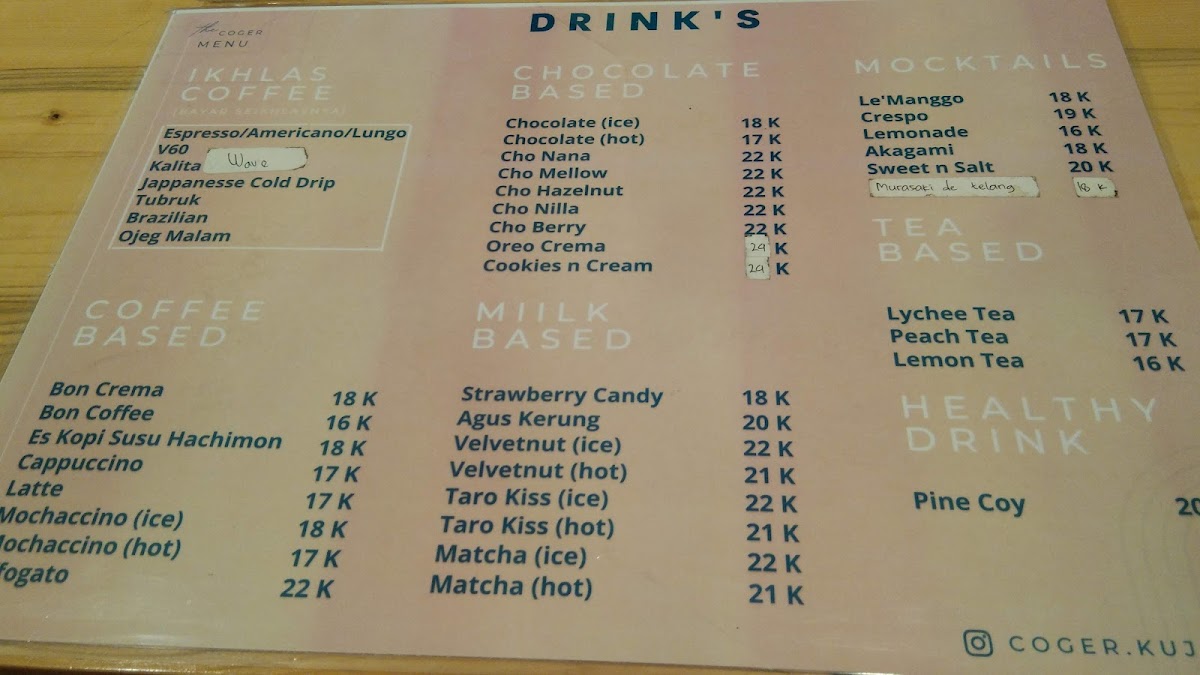 The COGER
MENU
DRINK'S
IKHLAS
COFFEE
(BAYAR SEIKHLASNYA)
Espresso/Americano/Lungo
V60
Kalita Wave
Jappanesse Cold Drip
Tubruk
Brazilian
Ojeg Malam
COFFEE
BASED
Bon Crema 18 K
Bon Coffee 16 K
Es Kopi Susu Hachimon 18 K
Cappuccino 17 K
Latte 17 K
Mochaccino (ice) 18 K
Mochaccino (hot) 17 K
fogato 22 K
CHOCOLATE
BASED
Chocolate (ice) 18 K
Chocolate (hot) 17 K
Cho Nana 22 K
Cho Mellow 22 K
Cho Hazelnut 22 K
Cho Nilla 22 K
Cho Berry 22 K
Oreo Crema 24 K
Cookies n Cream 24 K
MIILK
BASED
Strawberry Candy 18 K
Agus Kerung 20 K
Velvetnut (ice) 22 K
Velvetnut (hot) 21 K
Taro Kiss (ice) 22 K
Taro Kiss (hot) 21 K
Matcha (ice) 22 K
Matcha (hot) 21 K
MOCKTAILS
Le'Manggo 18 K
Crespo 19 K
Lemonade 16 K
Akagami 18 K
Sweet n Salt 20 K
Murasaki de kelang 18 K
TEA
BASED
Lychee Tea 17 K
Peach Tea 17 K
Lemon Tea 16 K
HEALTHY
DRINK
Pine Coy 20
COGER.KUJ